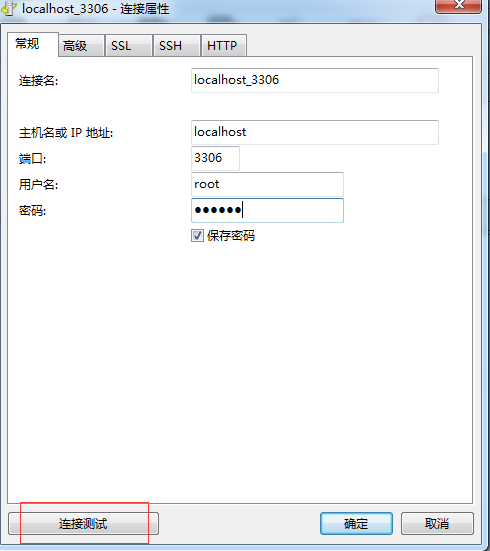 localhost_3306 - 连接属性
常规 高级 SSL SSH HTTP
连接名: localhost_3306
主机名或 IP 地址: localhost
端口: 3306
用户名: root
密码: ●●●●●●
保存密码
连接测试 确定 取消